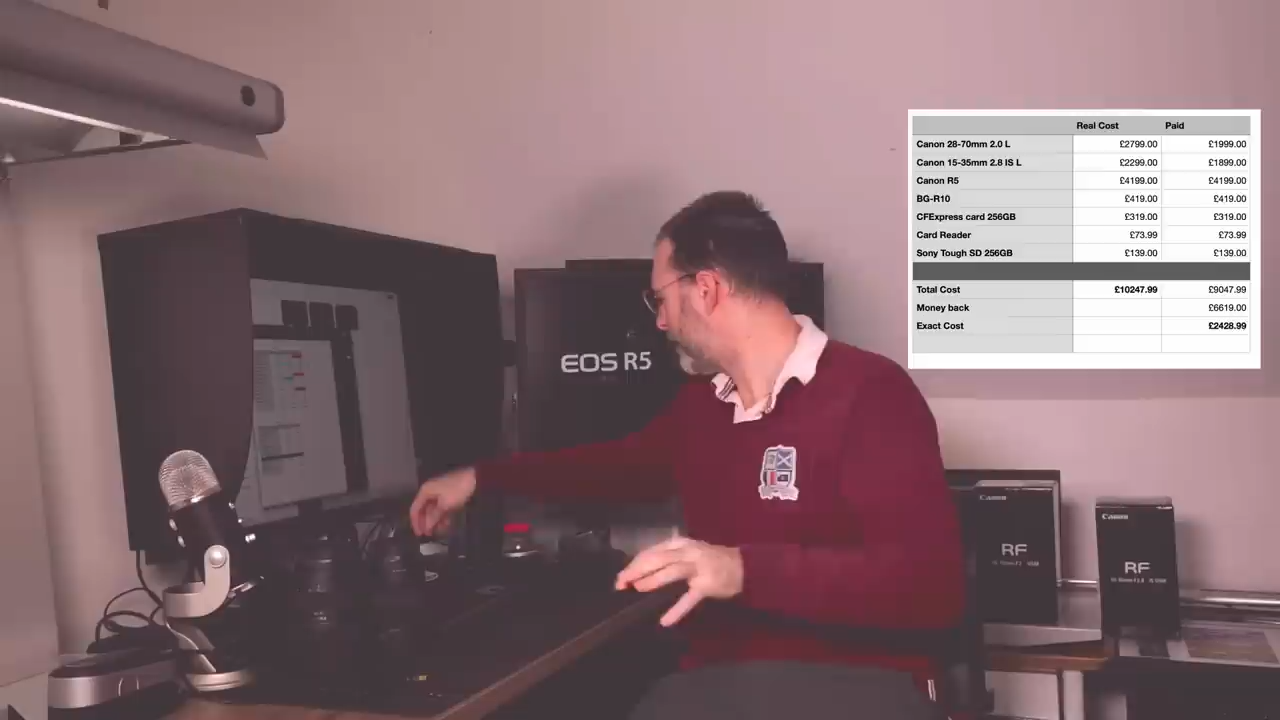 Real Cost Paid
Canon 28-70mm 2.0 L £2799.00 £1999.00
Canon 15-35mm 2.8 IS L £2299.00 £1899.00
Canon R5 £4199.00 £4199.00
BG-R10 £419.00 £419.00
CFExpress card 256GB £319.00 £319.00
Card Reader £73.99 £73.99
Sony Tough SD 256GB £139.00 £139.00
Total Cost £10247.99 £9047.99
Money back £6619.00
Exact Cost £2428.99
EOS R5
Canon
RF
Canon
RF